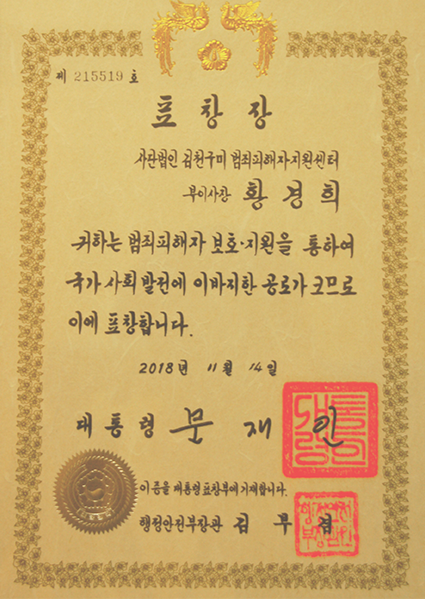 제 215519 호
표창장
사단법인 김천구미 범죄피해자지원센터
부이사장 황경희
귀하는 범죄피해자 보호·지원을 통하여
국가 사회 발전에 이바지한 공로가 크므로
이에 표창합니다.
2018년 11월 14일
대통령 문재인
이 증을 대통령 표창부에 기재합니다.
행정안전부장관 김부겸